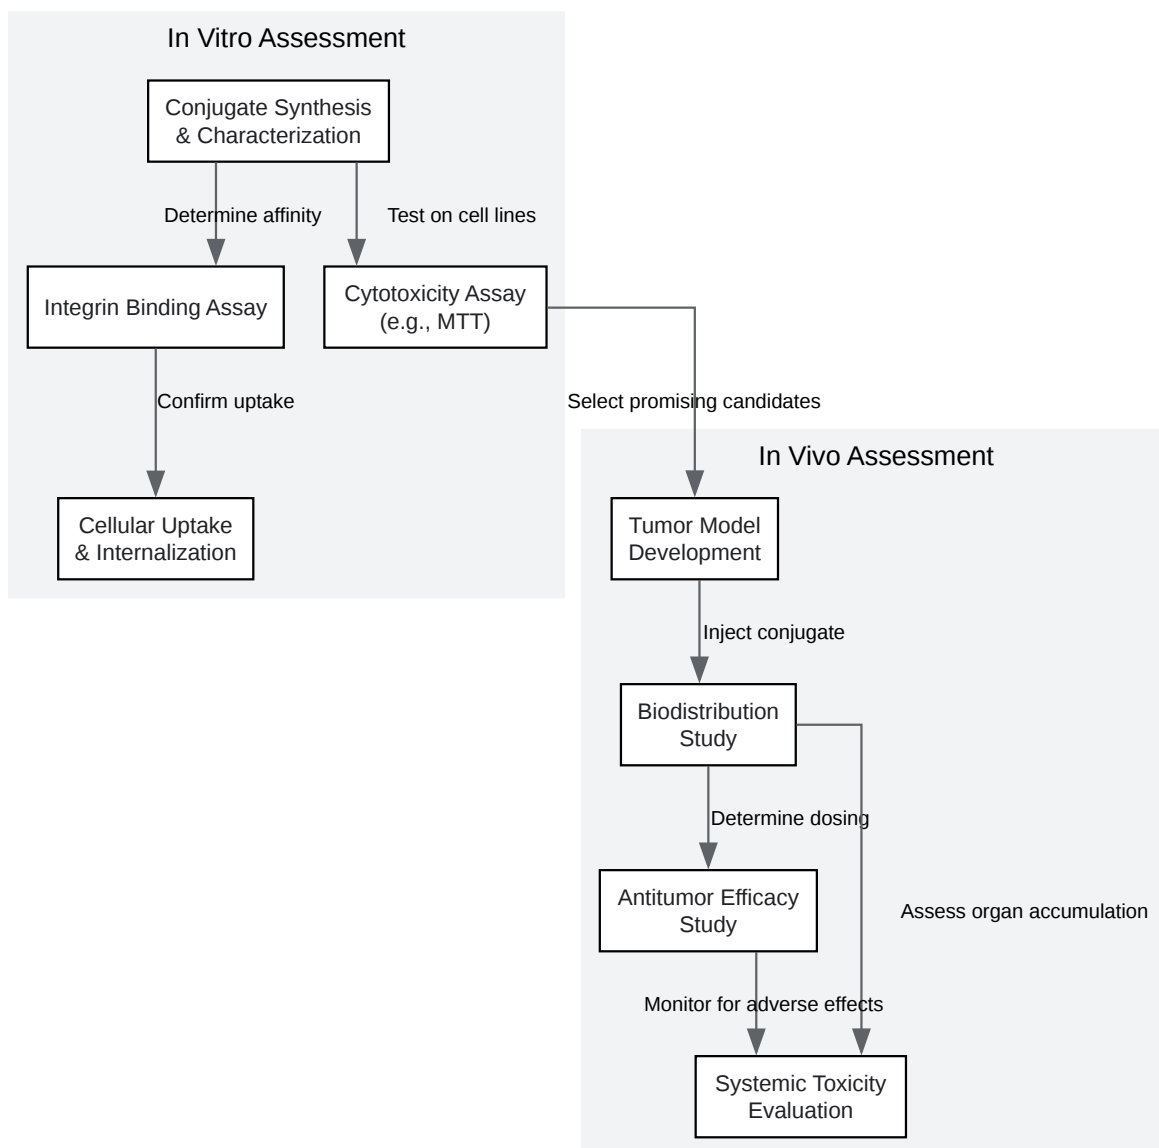 In Vitro Assessment
Conjugate Synthesis
& Characterization
Determine affinity
Test on cell lines
Integrin Binding Assay
Cytotoxicity Assay
(e.g., MTT)
Confirm uptake
Select promising candidates
Cellular Uptake
& Internalization
In Vivo Assessment
Tumor Model
Development
Inject conjugate
Biodistribution
Study
Determine dosing
Antitumor Efficacy
Study
Assess organ accumulation
Monitor for adverse effects
Systemic Toxicity
Evaluation